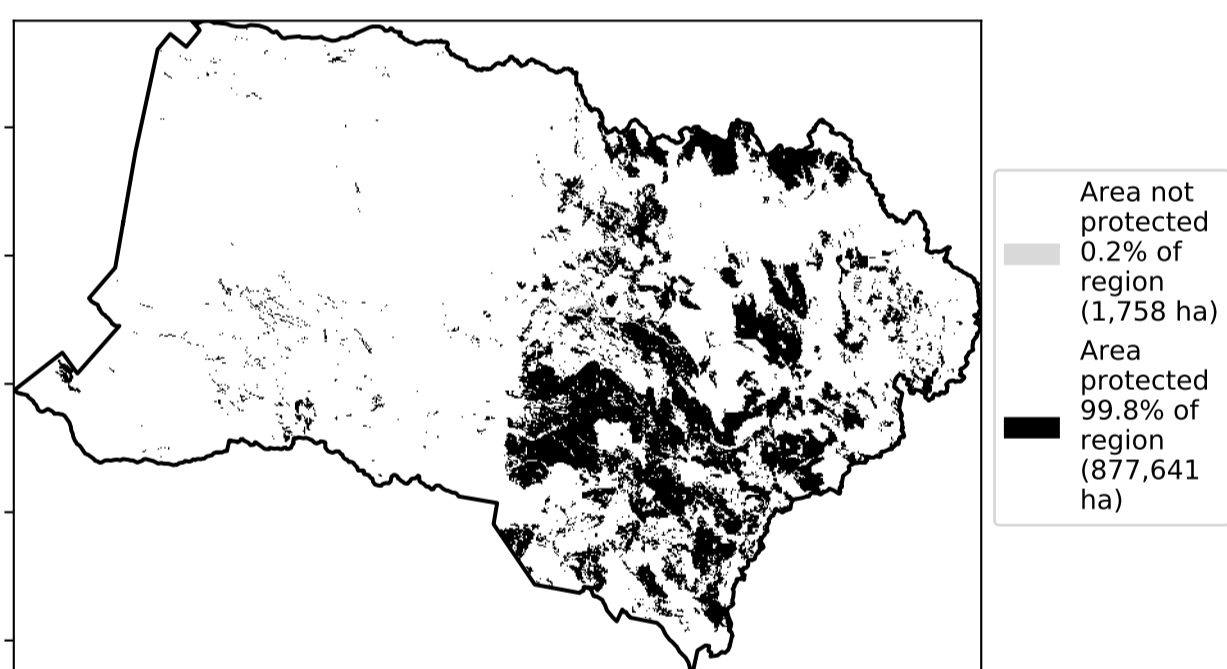 Area not
protected
0.2% of
region
(1,758 ha)
Area
protected
99.8% of
region
(877,641
ha)